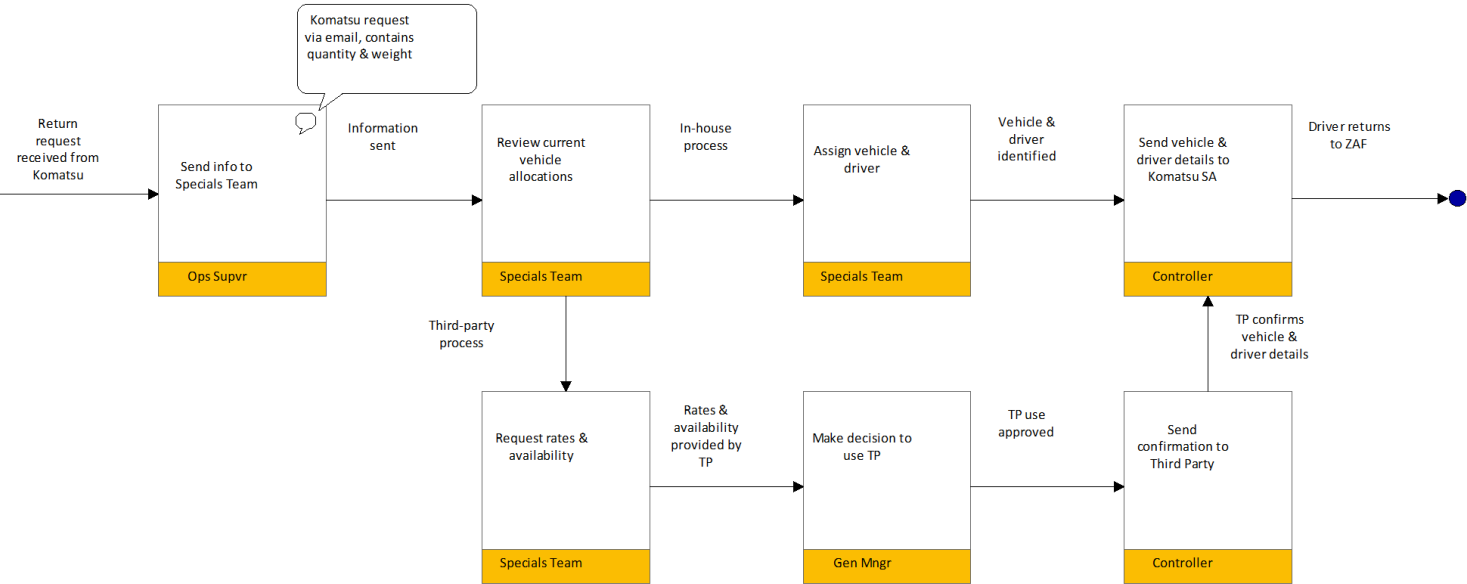 Komatsu request
via email, contains
quantity & weight
Return
request
received from
Komatsu
Send info to
Specials Team
Ops Supvr
Information
sent
Review current
vehicle
allocations
Specials Team
In-house
process
Assign vehicle &
driver
Specials Team
Vehicle &
driver
identified
Send vehicle &
driver details to
Komatsu SA
Controller
Driver returns
to ZAF
Third-party
process
Request rates &
availability
Specials Team
Rates &
availability
provided by
TP
Make decision to
use TP
Gen Mngr
TP use
approved
Send
confirmation to
Third Party
Controller
TP confirms
vehicle &
driver details